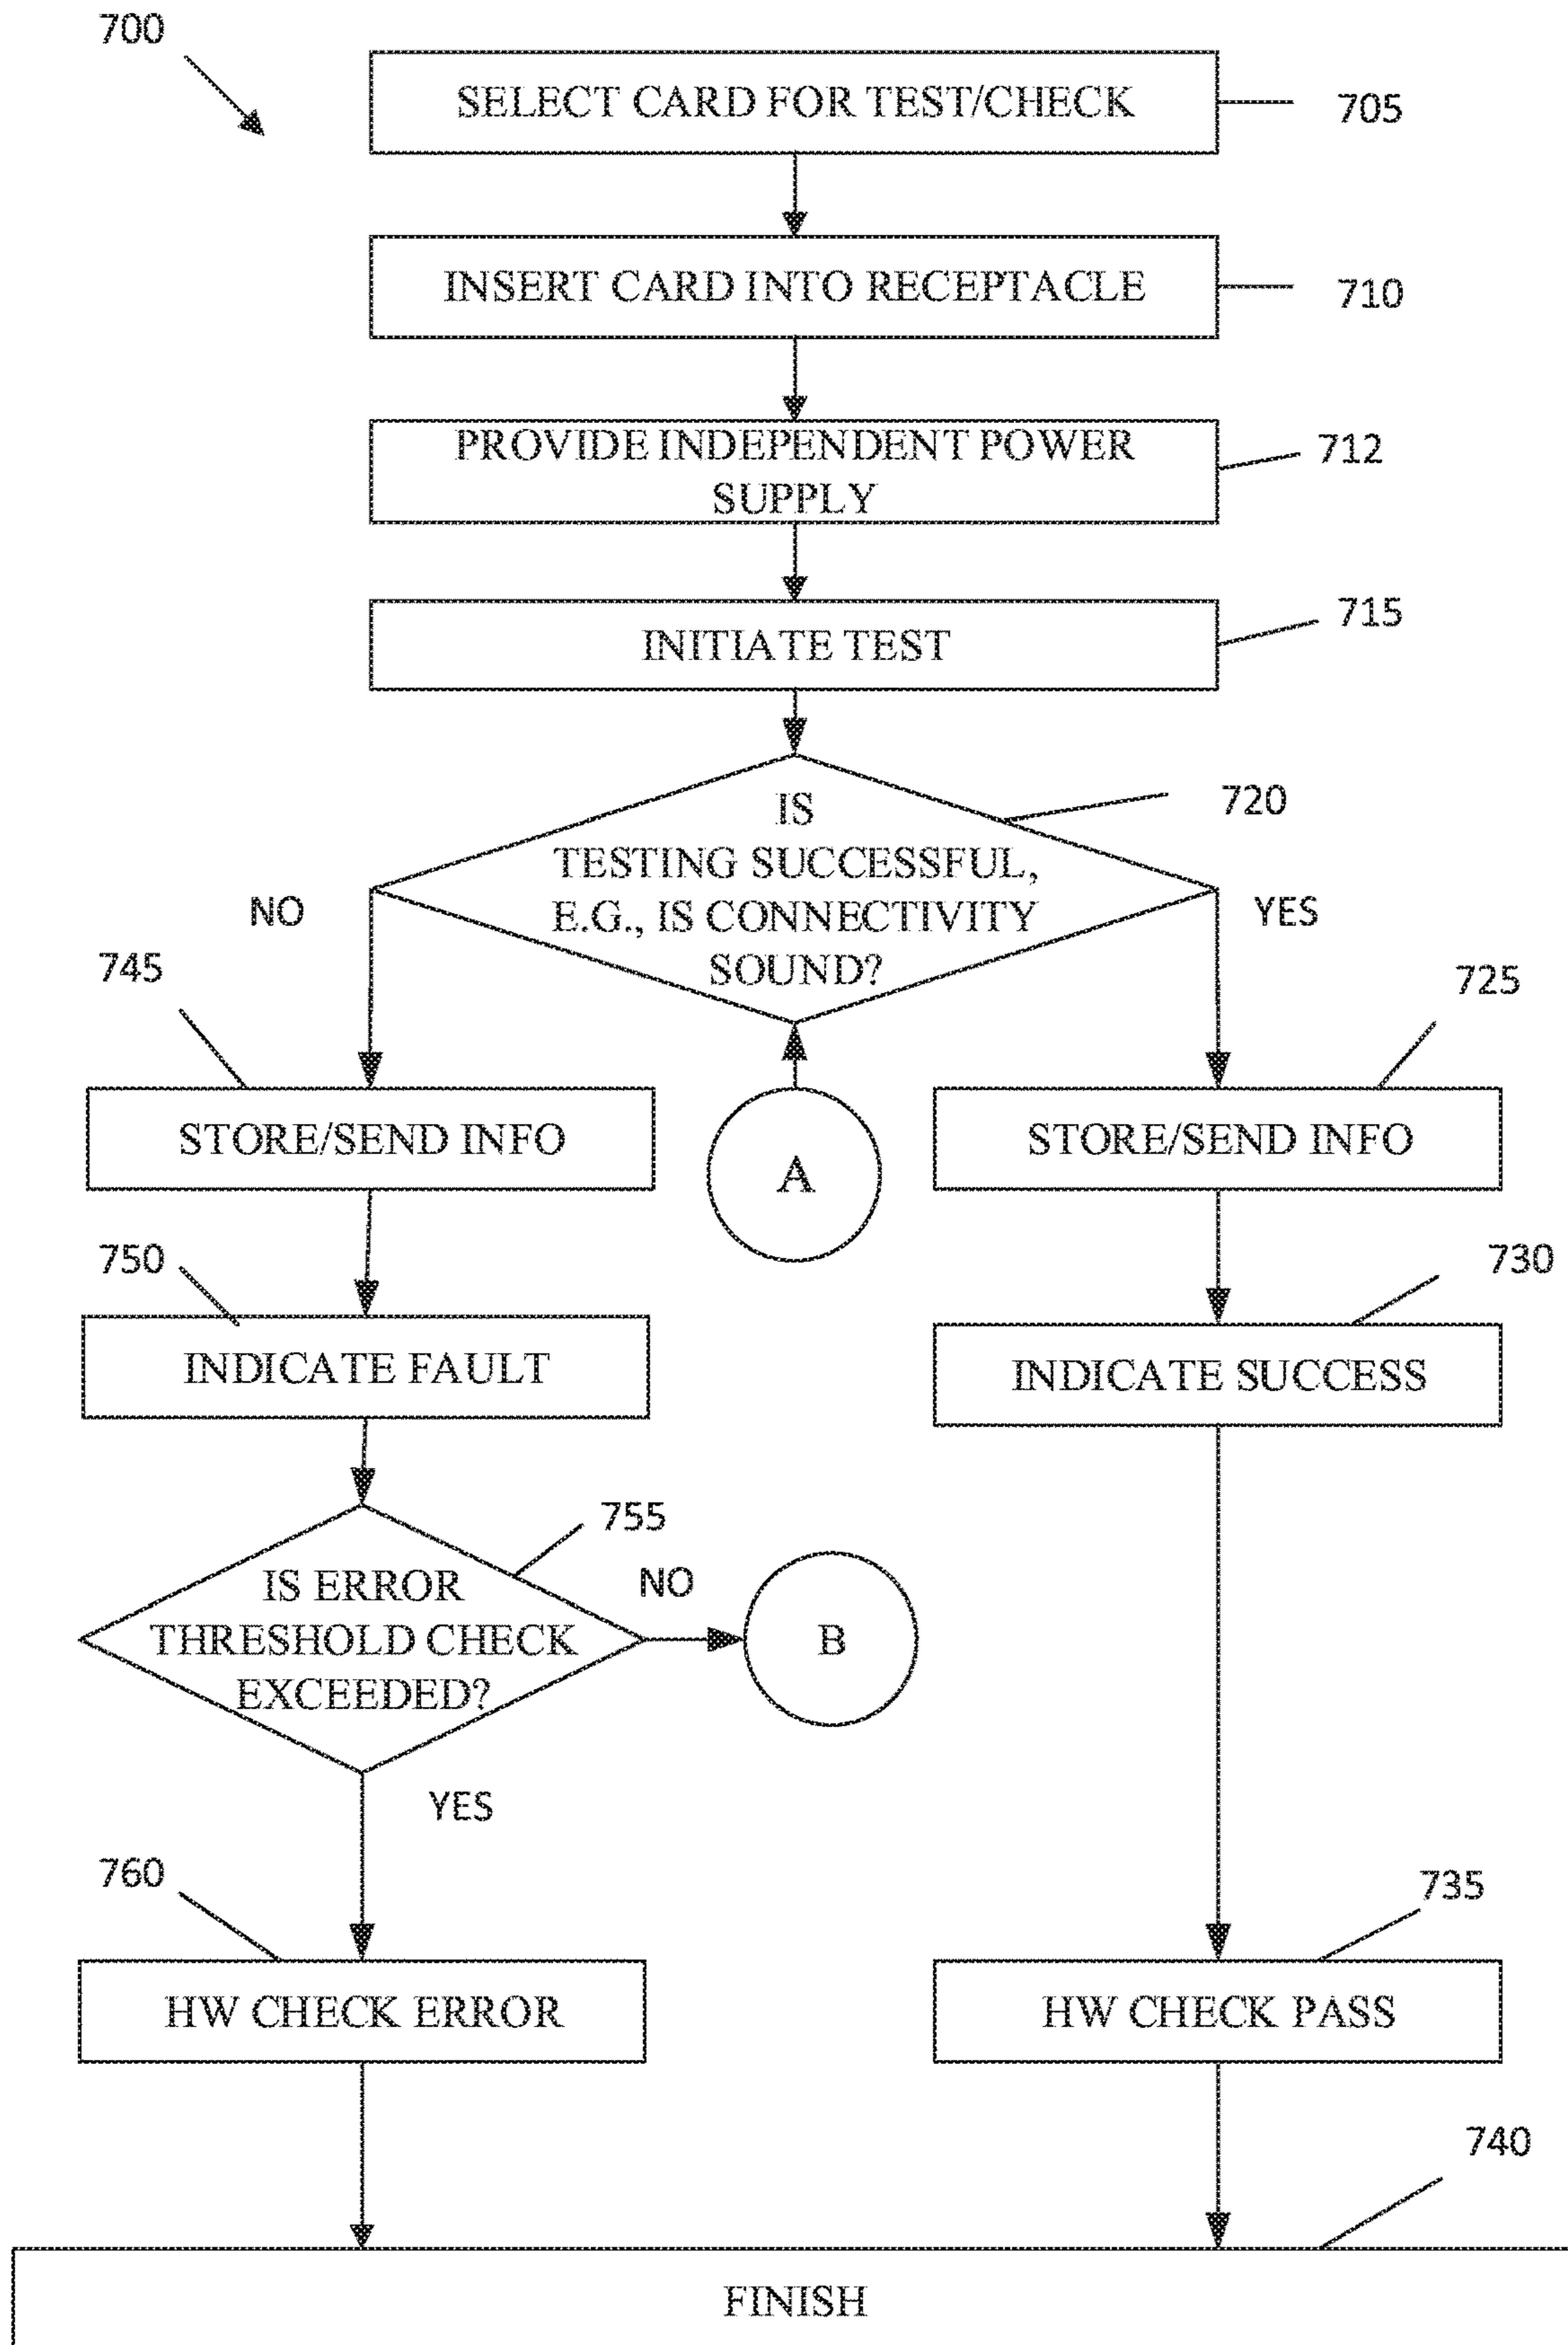 700
SELECT CARD FOR TEST/CHECK
705
INSERT CARD INTO RECEPTACLE
710
PROVIDE INDEPENDENT POWER
SUPPLY
712
INITIATE TEST
715
IS
TESTING SUCCESSFUL,
E.G., IS CONNECTIVITY
SOUND?
720
NO
YES
745
725
STORE/SEND INFO
A
STORE/SEND INFO
750
730
INDICATE FAULT
INDICATE SUCCESS
755
IS ERROR
THRESHOLD CHECK
EXCEEDED?
NO
B
YES
760
735
HW CHECK ERROR
HW CHECK PASS
740
FINISH